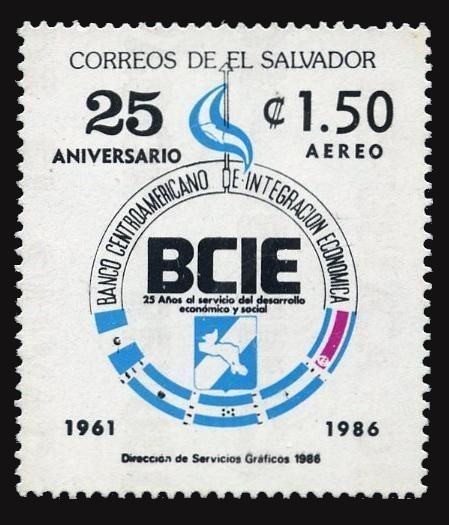 CORREOS DE EL SALVADOR
25
ANIVERSARIO
₡1.50
AEREO
BANCO CENTROAMERICANO DE INTEGRACION ECONOMICA
BCIE
25 Años al servicio del desarrollo
económico y social
1961
1986
Dirección de Servicios Gráficos 1986